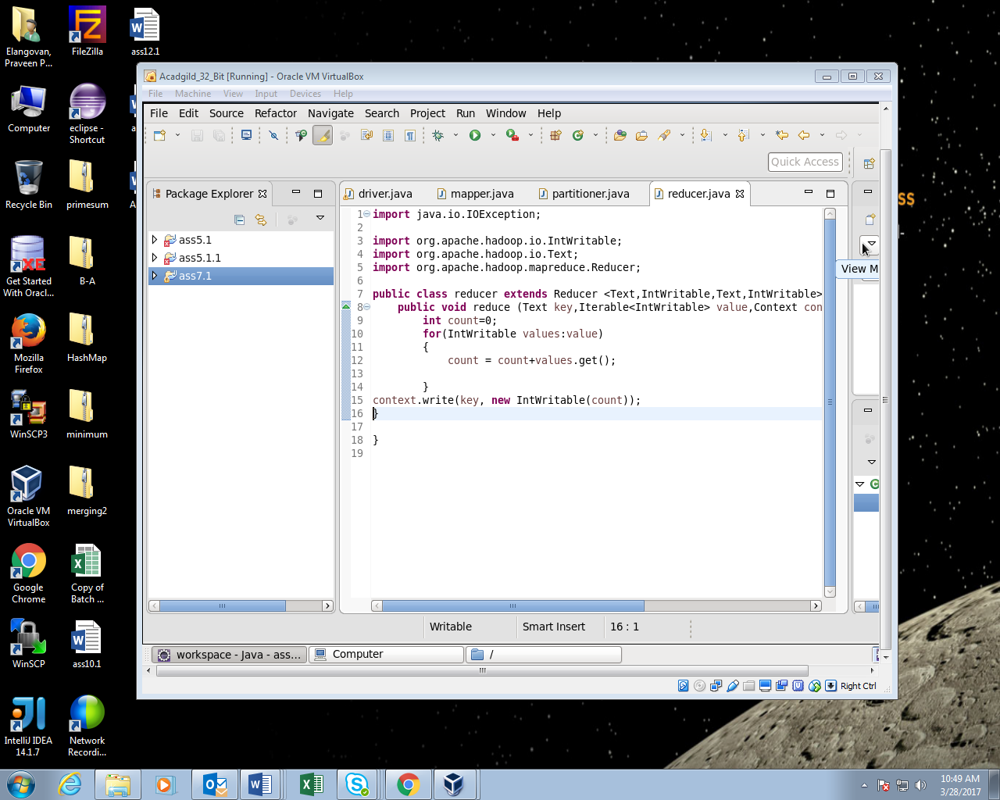 Elangovan,
Praveen P...
FileZilla
ass12.1
Computer
eclipse -
Shortcut
Recycle Bin
primesum
Get Started
With Oracl...
B-A
Mozilla
Firefox
HashMap
WinSCP3
minimum
Oracle VM
VirtualBox
merging2
Google
Chrome
Copy of
Batch ...
WinSCP
ass10.1
IntelliJ IDEA
14.1.7
Network
Recordi...
Acadgild_32_Bit [Running] - Oracle VM VirtualBox
File Machine View Input Devices Help
File Edit Source Refactor Navigate Search Project Run Window Help
Quick Access
Package Explorer
ass5.1
ass5.1.1
ass7.1
driver.java mapper.java partitioner.java reducer.java
1 import java.io.IOException;
2
3 import org.apache.hadoop.io.IntWritable;
4 import org.apache.hadoop.io.Text;
5 import org.apache.hadoop.mapreduce.Reducer;
6
7 public class reducer extends Reducer <Text,IntWritable,Text,IntWritable>
8 public void reduce (Text key,Iterable<IntWritable> value,Context con
9 int count=0;
10 for(IntWritable values:value)
11 {
12 count = count+values.get();
13
14 }
15 context.write(key, new IntWritable(count));
16 }
17
18 }
19
View M
ss
Writable Smart Insert 16 : 1
workspace - Java - ass... Computer /
Right Ctrl
10:49 AM
3/28/2017